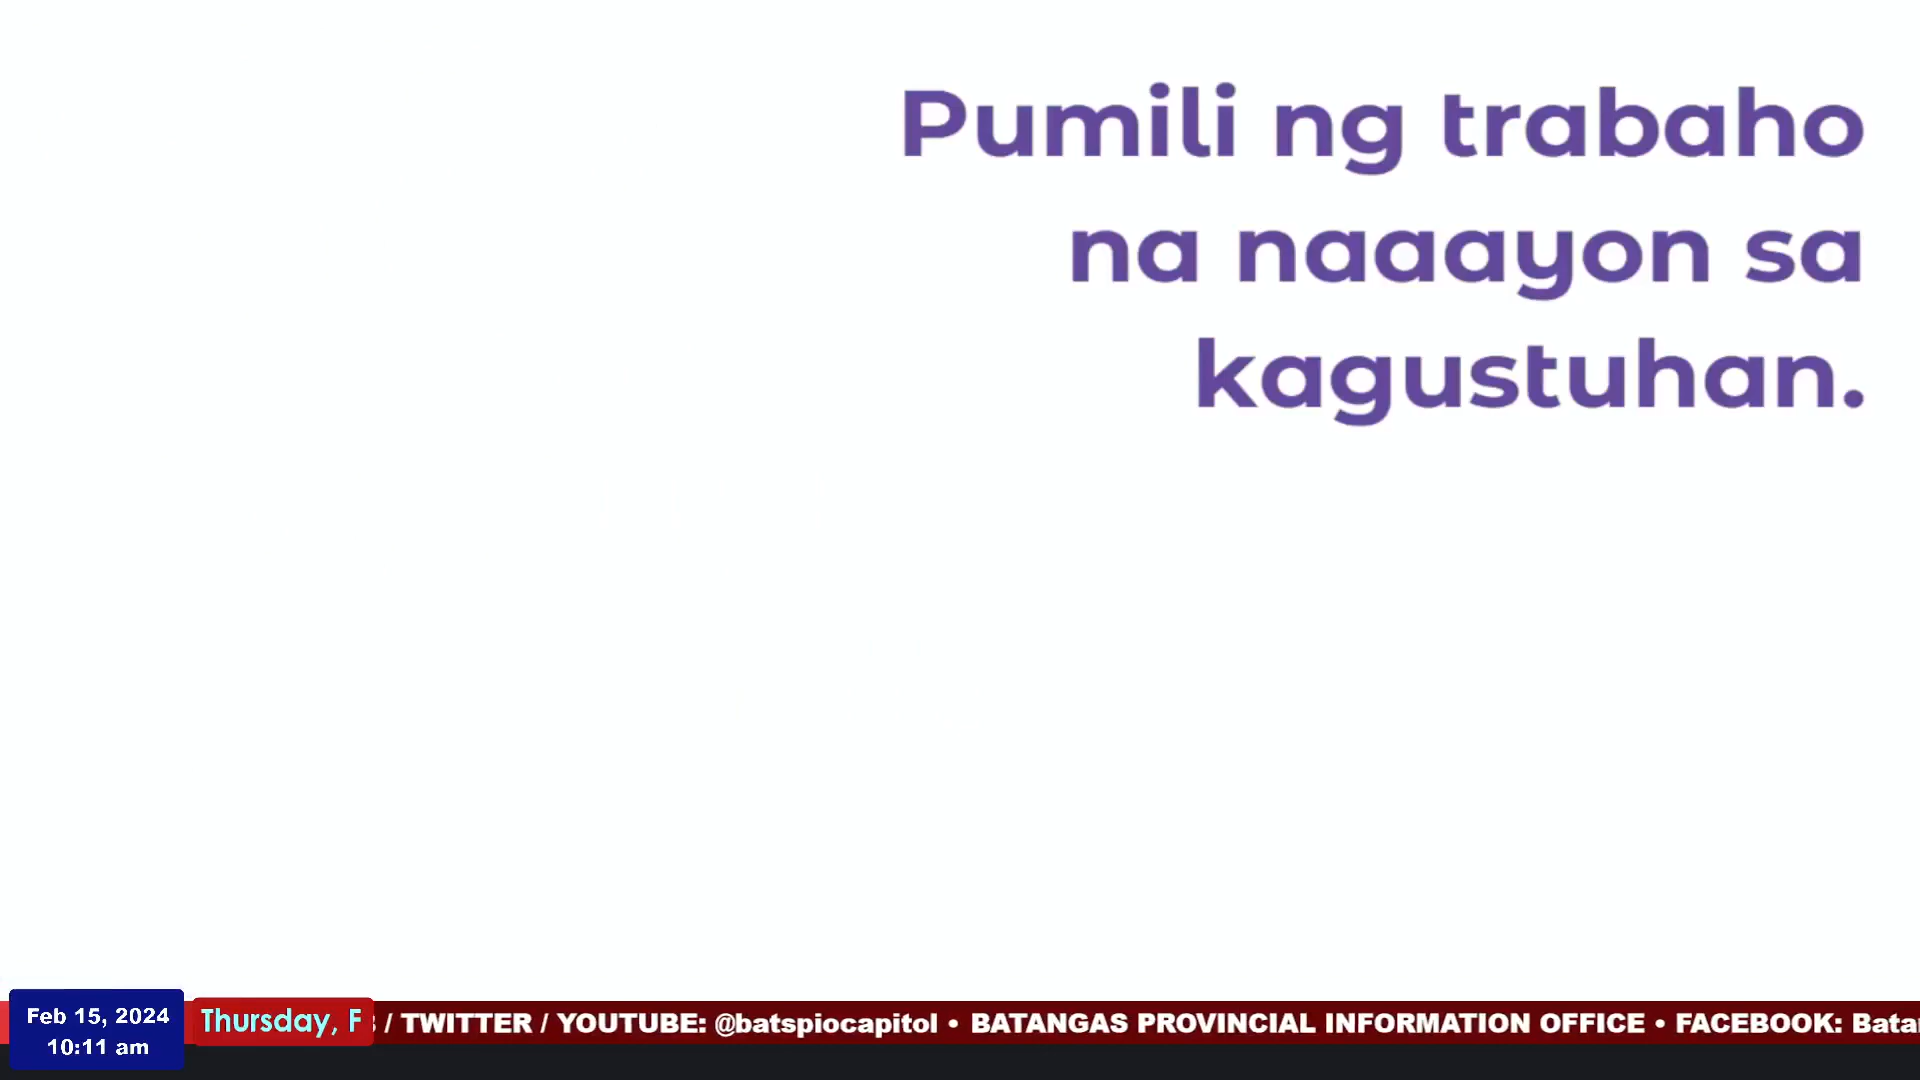 Pumili ng trabaho
na naaayon sa
kagustuhan.
Feb 15, 2024
10:11 am
Thursday, F
/ TWITTER / YOUTUBE: @batspiocapitol • BATANGAS PROVINCIAL INFORMATION OFFICE • FACEBOOK: Bata